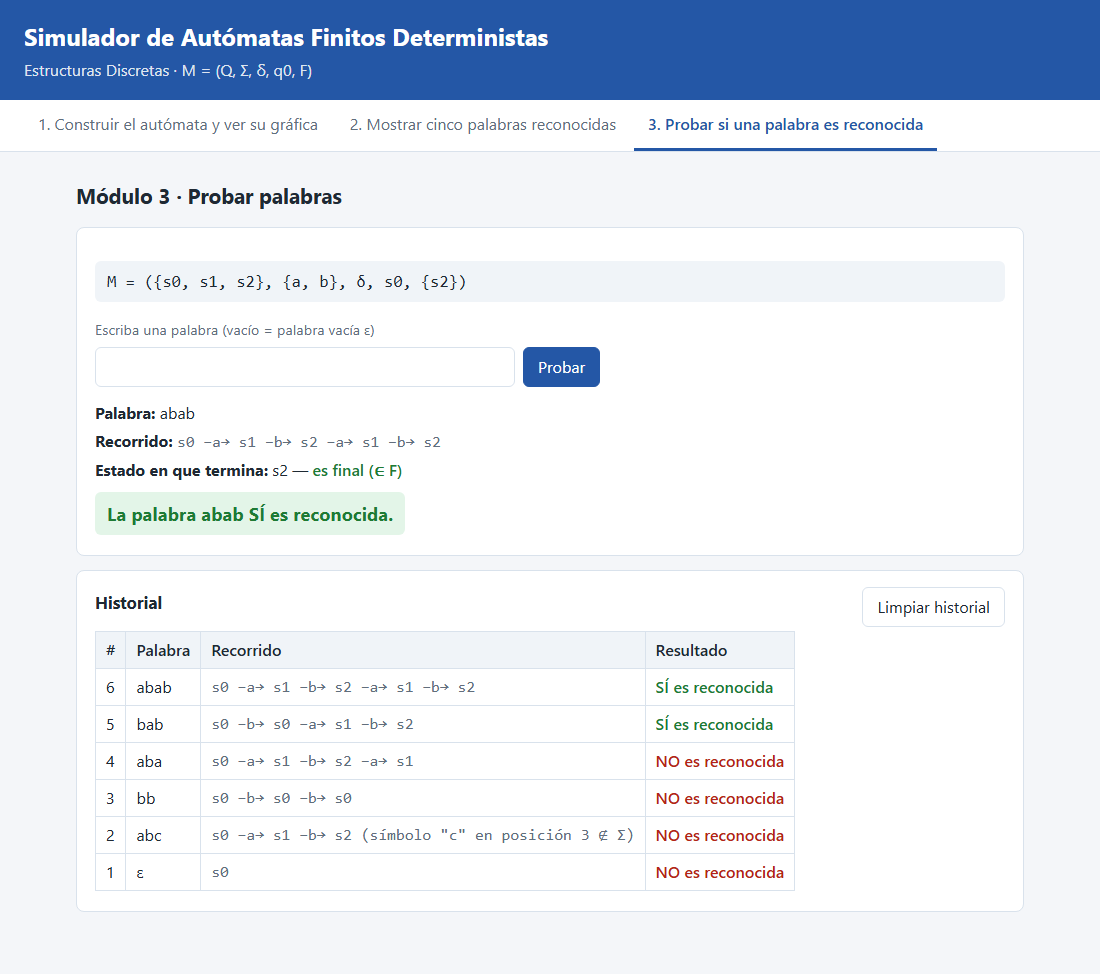 Simulador de Autómatas Finitos Deterministas
Estructuras Discretas · M = (Q, Σ, δ, q0, F)
1. Construir el autómata y ver su gráfica 2. Mostrar cinco palabras reconocidas 3. Probar si una palabra es reconocida
Módulo 3 · Probar palabras
M = ({s0, s1, s2}, {a, b}, δ, s0, {s2})
Escriba una palabra (vacío = palabra vacía ε)
Probar
Palabra: abab
Recorrido: s0 —a→ s1 —b→ s2 —a→ s1 —b→ s2
Estado en que termina: s2 — es final (∈ F)
La palabra abab SÍ es reconocida.
Historial
Limpiar historial
# Palabra Recorrido Resultado
6 abab s0 —a→ s1 —b→ s2 —a→ s1 —b→ s2 SÍ es reconocida
5 bab s0 —b→ s0 —a→ s1 —b→ s2 SÍ es reconocida
4 aba s0 —a→ s1 —b→ s2 —a→ s1 NO es reconocida
3 bb s0 —b→ s0 —b→ s0 NO es reconocida
2 abc s0 —a→ s1 —b→ s2 (símbolo "c" en posición 3 ∉ Σ) NO es reconocida
1 ε s0 NO es reconocida